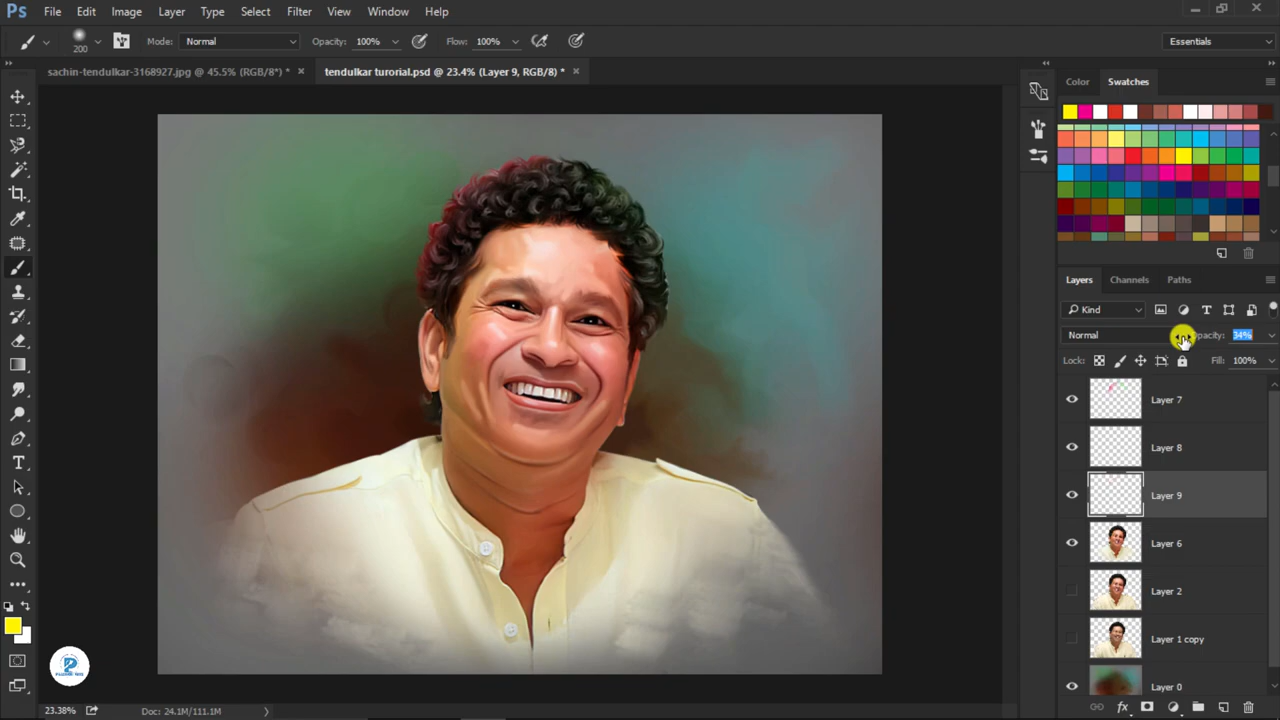 Ps File Edit Image Layer Type Select Filter View Window Help
200 Mode: Normal Opacity: 100% Flow: 100% Essentials
sachin-tendulkar-3168927.jpg @ 45.5% (RGB/8*) * × tendulkar turorial.psd @ 23.4% (Layer 9, RGB/8) * ×
Color Swatches
Layers Channels Paths
Kind
Normal Opacity: 34%
Lock: Fill: 100%
Layer 7
Layer 8
Layer 9
Layer 6
Layer 2
Layer 1 copy
Layer 0
23.38% Doc: 24.1M/111.1M